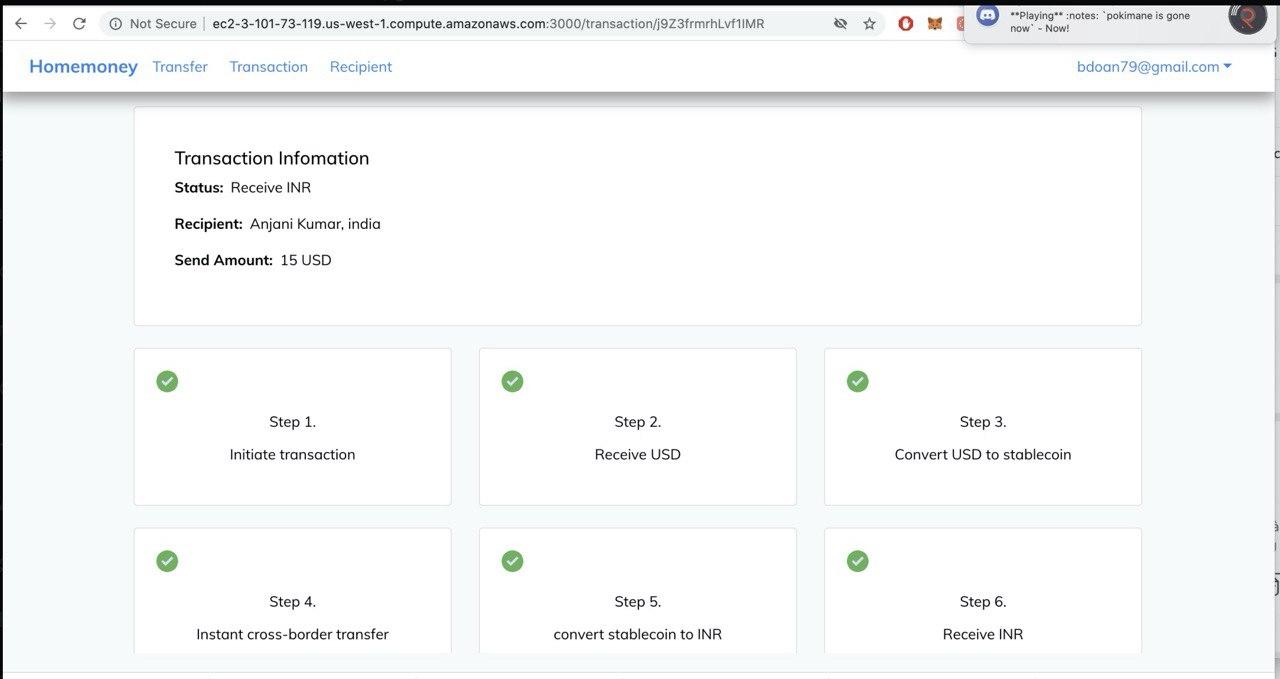 Not Secure | ec2-3-101-73-119.us-west-1.compute.amazonaws.com:3000/transaction/j9Z3frmrhLvf1IMR
**Playing** :notes: `pokimane is gone
now` - Now!
Homemoney Transfer Transaction Recipient bdoan79@gmail.com
Transaction Infomation
Status: Receive INR
Recipient: Anjani Kumar, india
Send Amount: 15 USD
Step 1.
Initiate transaction
Step 2.
Receive USD
Step 3.
Convert USD to stablecoin
Step 4.
Instant cross-border transfer
Step 5.
convert stablecoin to INR
Step 6.
Receive INR